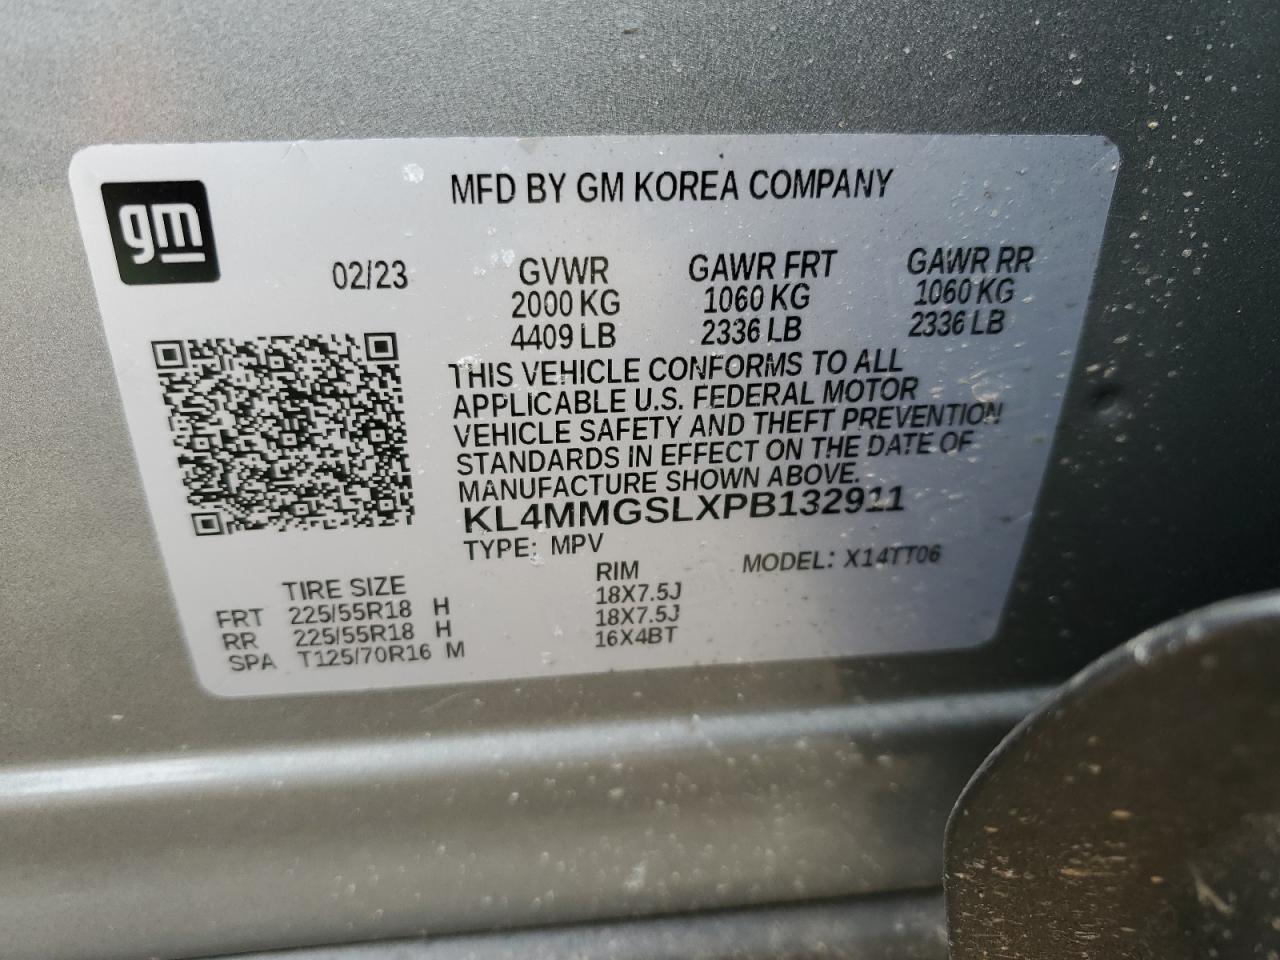 gm
MFD BY GM KOREA COMPANY
02/23 GVWR GAWR FRT GAWR RR
2000 KG 1060 KG 1060 KG
4409 LB 2336 LB 2336 LB
THIS VEHICLE CONFORMS TO ALL
APPLICABLE U.S. FEDERAL MOTOR
VEHICLE SAFETY AND THEFT PREVENTION
STANDARDS IN EFFECT ON THE DATE OF
MANUFACTURE SHOWN ABOVE.
KL4MMGSLXPB132911
TYPE: MPV MODEL: X14TT06
TIRE SIZE RIM
FRT 225/55R18 H 18X7.5J
RR 225/55R18 H 18X7.5J
SPA T125/70R16 M 16X4BT